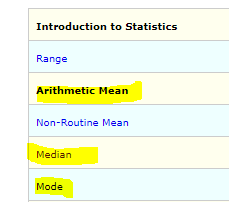 Introduction to Statistics
Range
Arithmetic Mean
Non-Routine Mean
Median
Mode